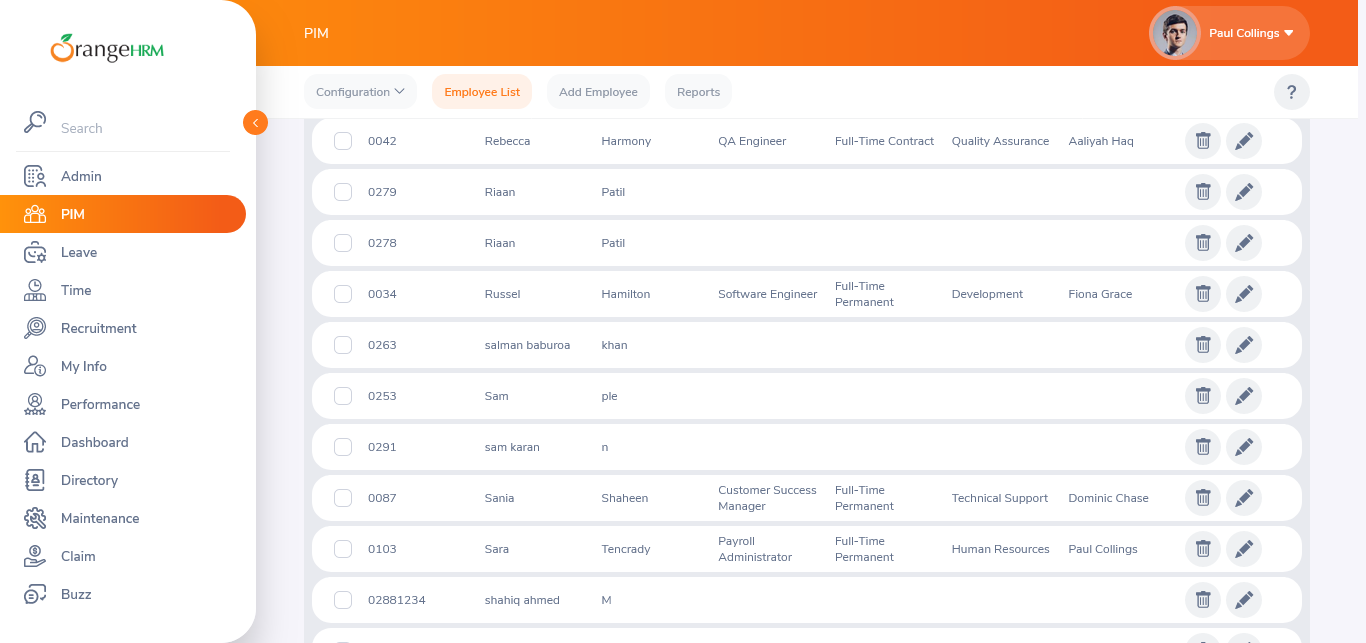 OrangeHRM
PIM
Paul Collings
Configuration
Employee List
Add Employee
Reports
?
Search
Admin
PIM
Leave
Time
Recruitment
My Info
Performance
Dashboard
Directory
Maintenance
Claim
Buzz
0042 Rebecca Harmony QA Engineer Full-Time Contract Quality Assurance Aaliyah Haq
0279 Riaan Patil
0278 Riaan Patil
0034 Russel Hamilton Software Engineer Full-Time Permanent Development Fiona Grace
0263 salman baburoa khan
0253 Sam ple
0291 sam karan n
0087 Sania Shaheen Customer Success Manager Full-Time Permanent Technical Support Dominic Chase
0103 Sara Tencrady Payroll Administrator Full-Time Permanent Human Resources Paul Collings
02881234 shahiq ahmed M